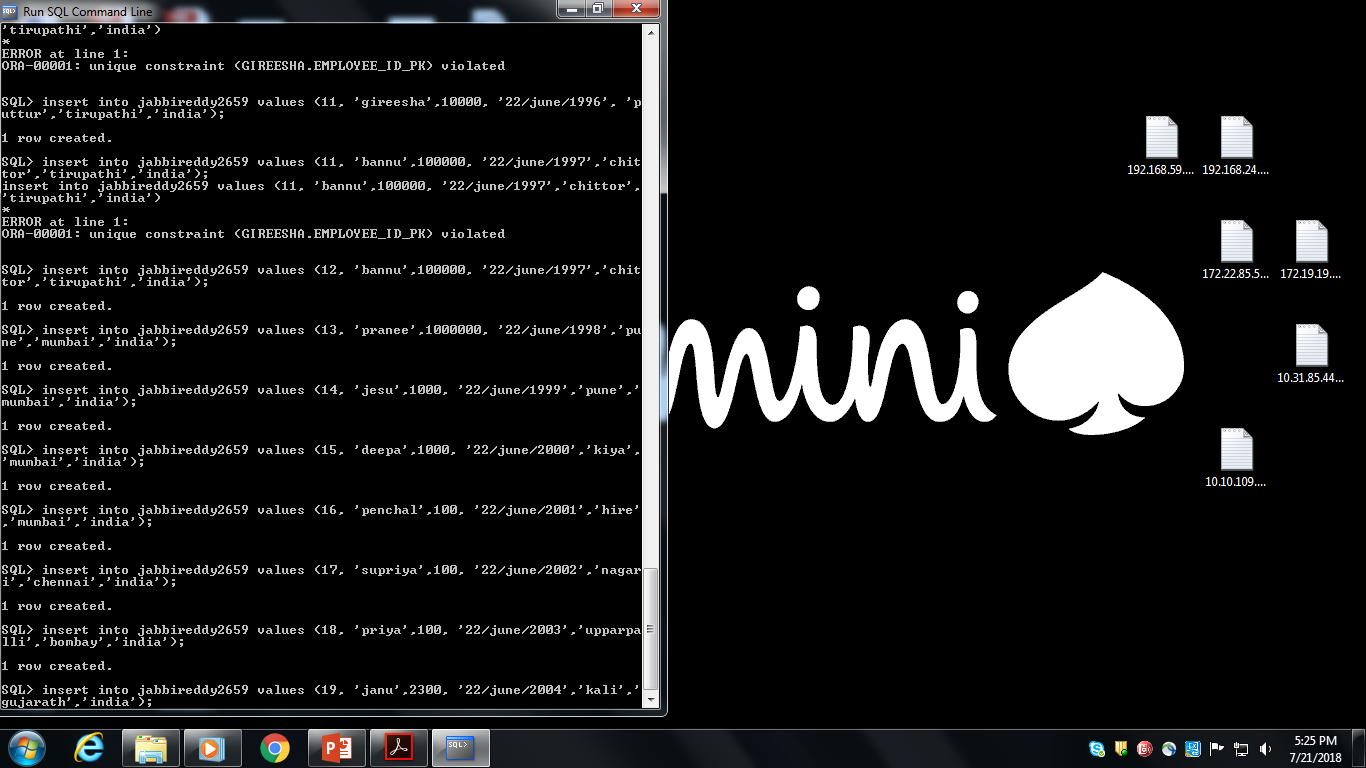 Run SQL Command Line
'tirupathi','india')
*
ERROR at line 1:
ORA-00001: unique constraint (GIREESHA.EMPLOYEE_ID_PK) violated
SQL> insert into jabbireddy2659 values (11, 'gireesha',10000, '22/june/1996', 'p
uttur','tirupathi','india');
1 row created.
SQL> insert into jabbireddy2659 values (11, 'bannu',100000, '22/june/1997','chit
tor','tirupathi','india');
insert into jabbireddy2659 values (11, 'bannu',100000, '22/june/1997','chittor',
'tirupathi','india')
*
ERROR at line 1:
ORA-00001: unique constraint (GIREESHA.EMPLOYEE_ID_PK) violated
SQL> insert into jabbireddy2659 values (12, 'bannu',100000, '22/june/1997','chit
tor','tirupathi','india');
1 row created.
SQL> insert into jabbireddy2659 values (13, 'pranee',1000000, '22/june/1998','pu
ne','mumbai','india');
1 row created.
SQL> insert into jabbireddy2659 values (14, 'jesu',1000, '22/june/1999','pune','
mumbai','india');
1 row created.
SQL> insert into jabbireddy2659 values (15, 'deepa',1000, '22/june/2000','kiya',
'mumbai','india');
1 row created.
SQL> insert into jabbireddy2659 values (16, 'penchal',100, '22/june/2001','hire'
,'mumbai','india');
1 row created.
SQL> insert into jabbireddy2659 values (17, 'supriya',100, '22/june/2002','nagar
i','chennai','india');
1 row created.
SQL> insert into jabbireddy2659 values (18, 'priya',100, '22/june/2003','upparpa
lli','bombay','india');
1 row created.
SQL> insert into jabbireddy2659 values (19, 'janu',2300, '22/june/2004','kali','
gujarath','india');
192.168.59.... 192.168.24....
172.22.85.5... 172.19.19....
mini
10.31.85.44...
10.10.109....
5:25 PM
7/21/2018